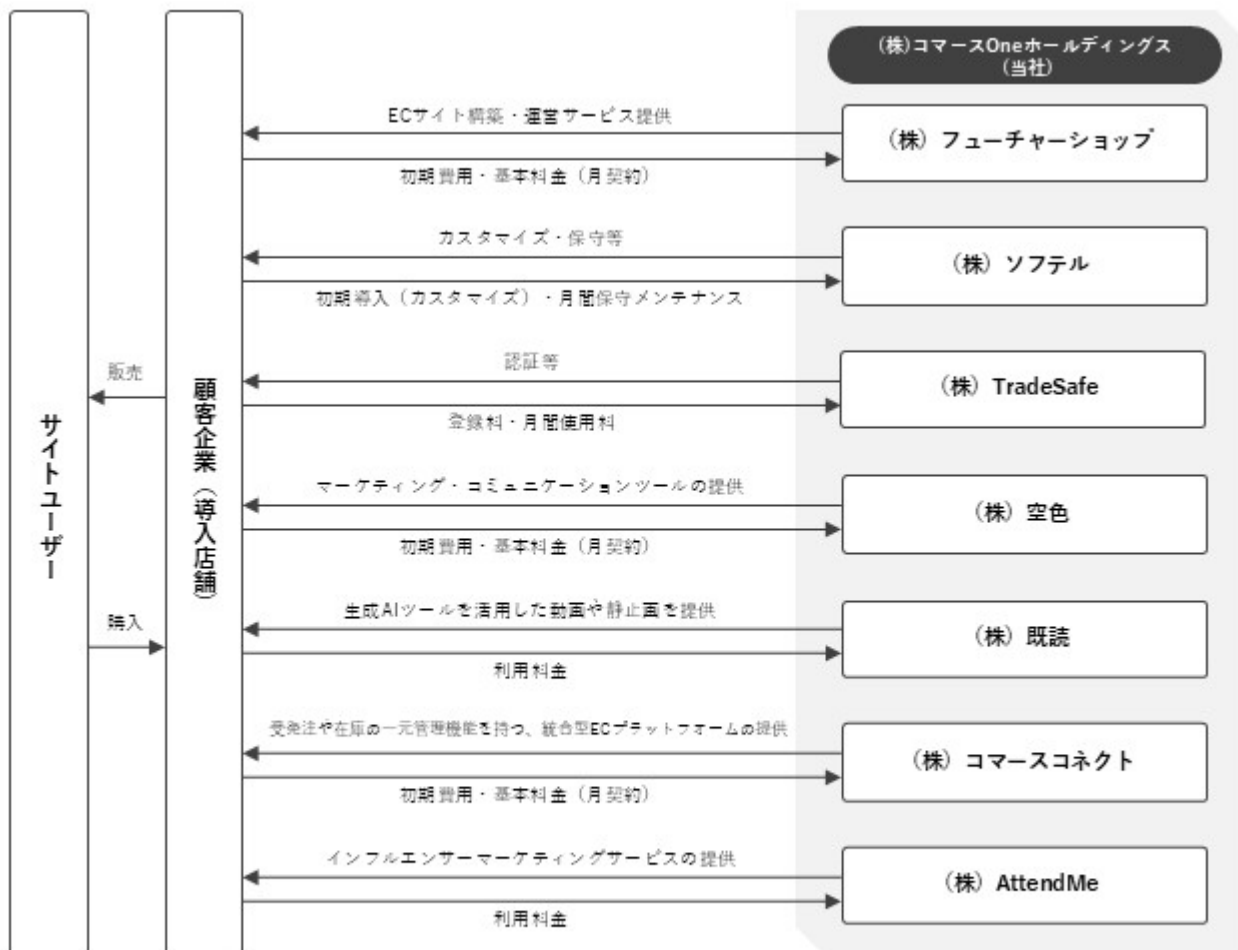 (株)コマースOneホールディングス
(当社)
ECサイト構築・運営サービス提供
(株) フューチャーショップ
初期費用・基本料金（月契約）
カスタマイズ・保守等
(株) ソフテル
初期導入（カスタマイズ）・月間保守メンテナンス
認証等
(株) TradeSafe
登録料・月間使用料
販売
サイトユーザー
顧客企業（導入店舗）
マーケティング・コミュニケーションツールの提供
(株) 空色
初期費用・基本料金（月契約）
生成AIツールを活用した動画や静止画を提供
(株) 既読
利用料金
購入
受発注や在庫の一元管理機能を持つ、統合型ECプラットフォームの提供
(株) コマースコネクト
初期費用・基本料金（月契約）
インフルエンサーマーケティングサービスの提供
(株) AttendMe
利用料金